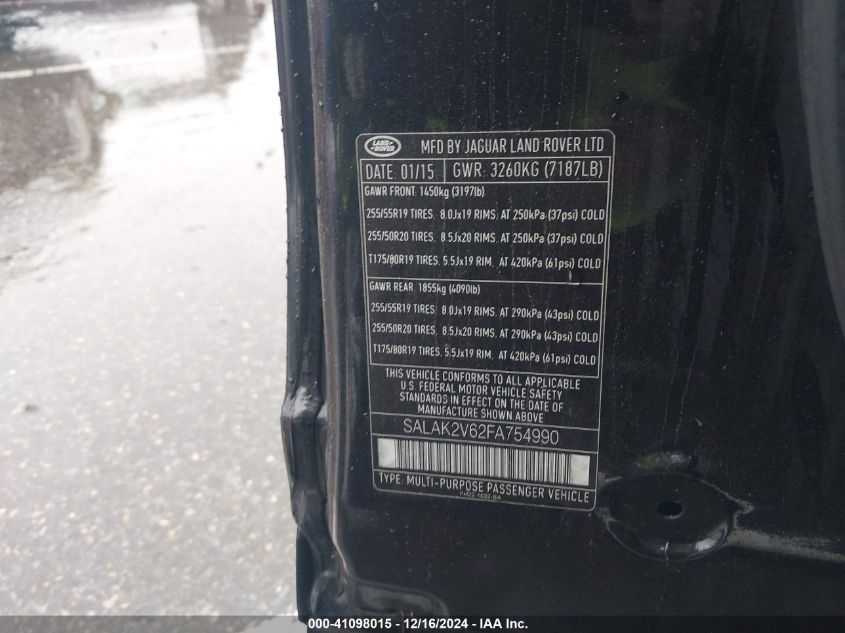 LAND ROVER
MFD BY JAGUAR LAND ROVER LTD
DATE: 01/15 GWR: 3260KG (7187LB)
GAWR FRONT: 1450kg (3197lb)
255/55R19 TIRES. 8.0Jx19 RIMS. AT 250kPa (37psi) COLD
255/50R20 TIRES. 8.5Jx20 RIMS. AT 250kPa (37psi) COLD
T175/80R19 TIRES. 5.5Jx19 RIM. AT 420kPa (61psi) COLD
GAWR REAR: 1855kg (4090lb)
255/55R19 TIRES. 8.0Jx19 RIMS. AT 290kPa (43psi) COLD
255/50R20 TIRES. 8.5Jx20 RIMS. AT 290kPa (43psi) COLD
T175/80R19 TIRES. 5.5Jx19 RIM. AT 420kPa (61psi) COLD
THIS VEHICLE CONFORMS TO ALL APPLICABLE
U.S. FEDERAL MOTOR VEHICLE SAFETY
STANDARDS IN EFFECT ON THE DATE OF
MANUFACTURE SHOWN ABOVE
SALAK2V62FA754990
TYPE: MULTI-PURPOSE PASSENGER VEHICLE
000-41098015 - 12/16/2024 - IAAI.com